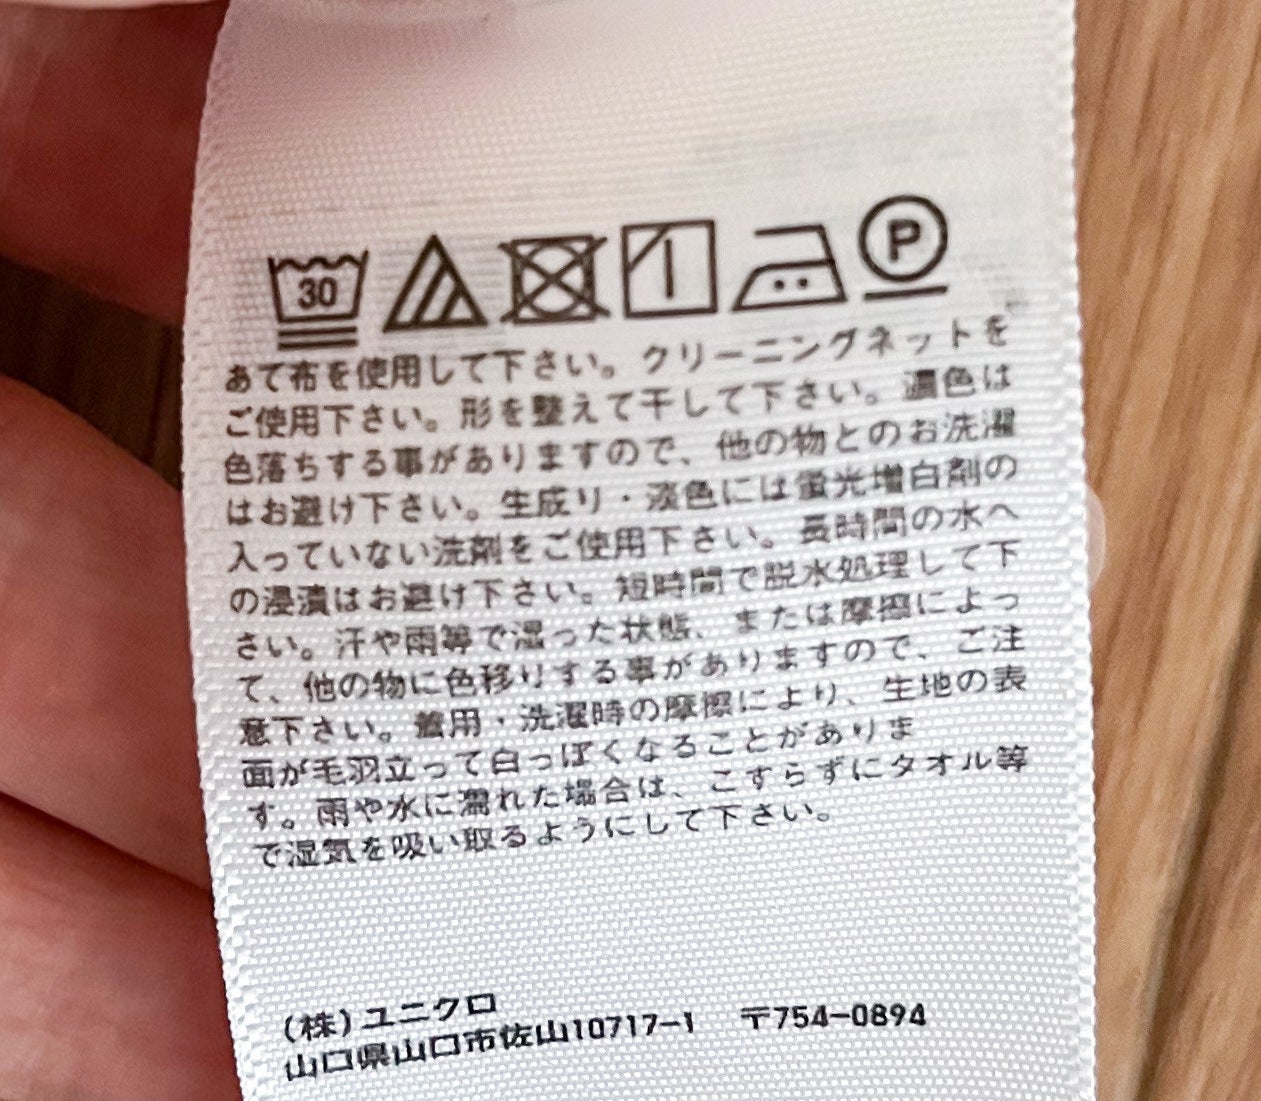 30 P
あて布を使用して下さい。クリーニングネットを
ご使用下さい。形を整えて干して下さい。濃色は
色落ちする事がありますので、他の物とのお洗濯
はお避け下さい。生成り・淡色には蛍光増白剤の
入っていない洗剤をご使用下さい。長時間の水へ
の浸漬はお避け下さい。短時間で脱水処理して下
さい。汗や雨等で湿った状態、または摩擦によっ
て、他の物に色移りする事がありますので、ご注
意下さい。着用・洗濯時の摩擦により、生地の表
面が毛羽立って白っぽくなることがありま
す。雨や水に濡れた場合は、こすらずにタオル等
で湿気を吸い取るようにして下さい。
(株)ユニクロ
山口県山口市佐山10717-1 〒754-0894